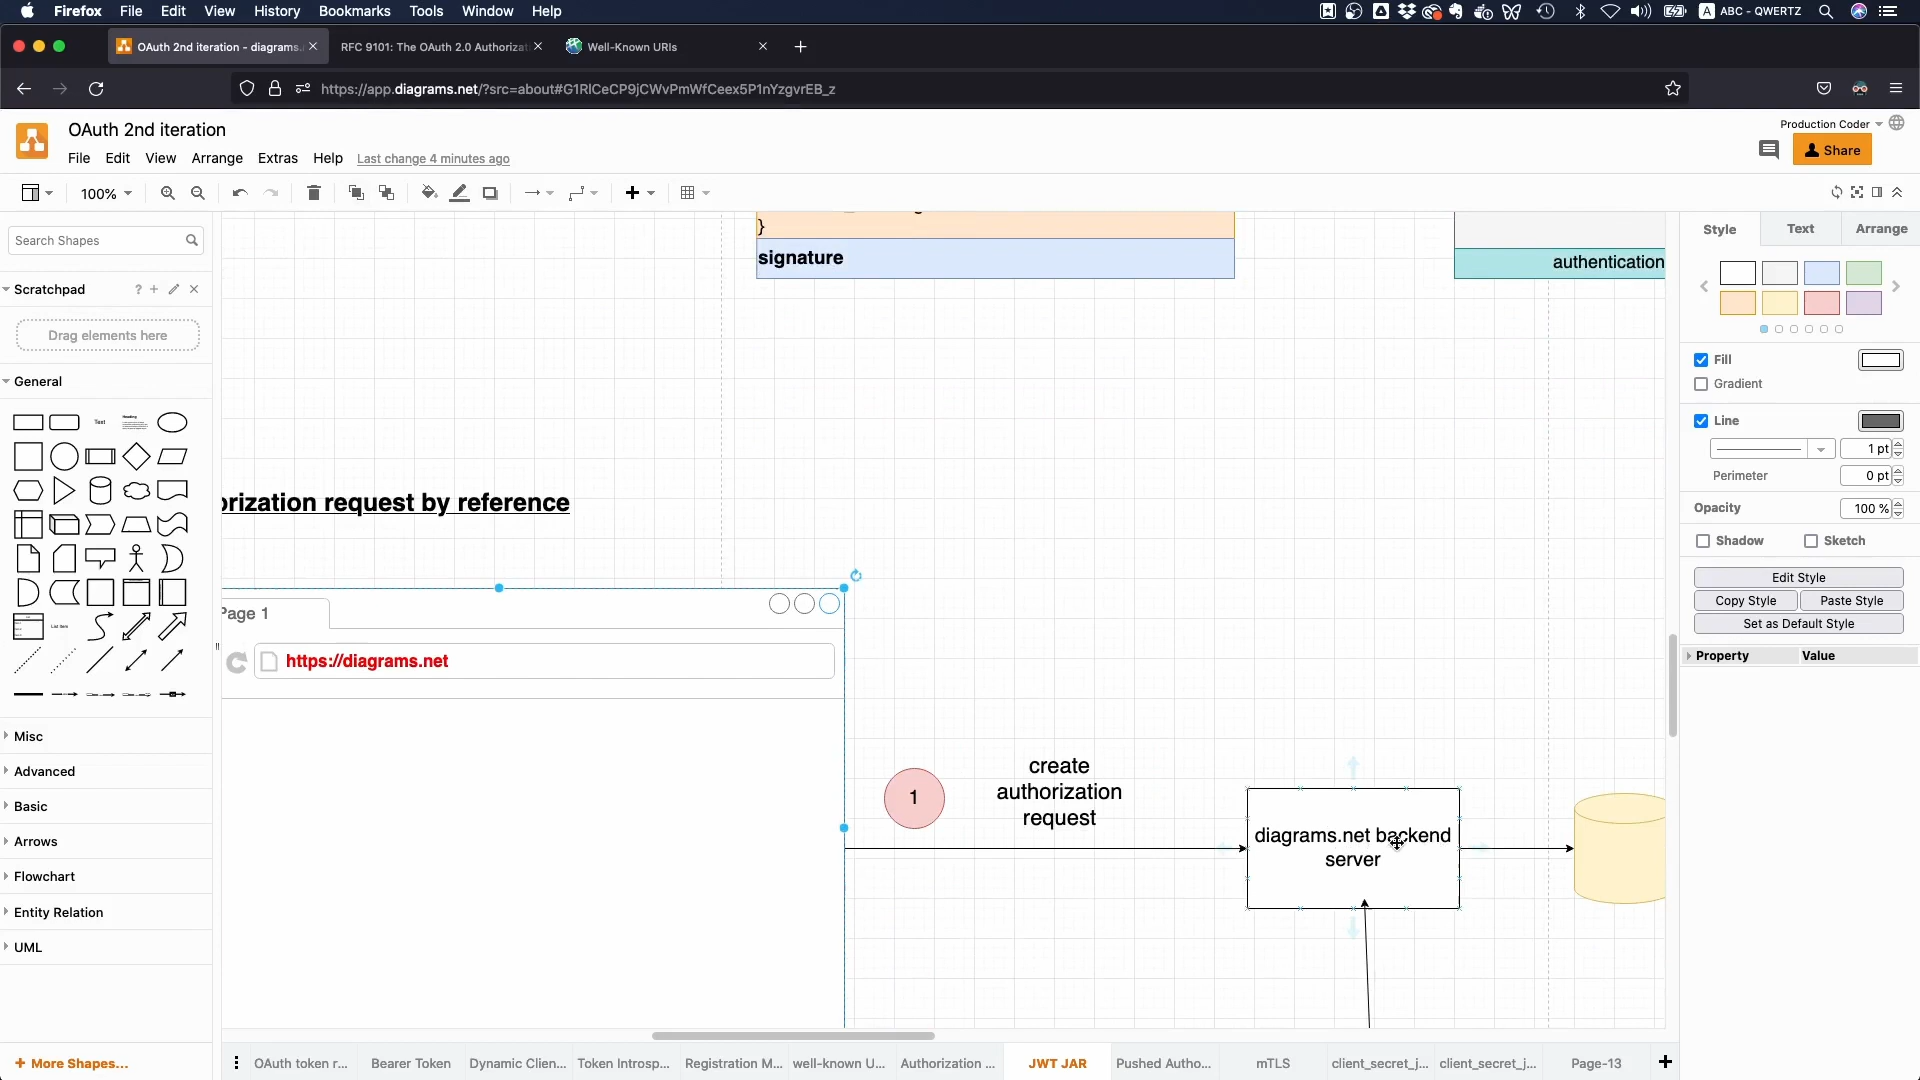 Firefox File Edit View History Bookmarks Tools Window Help
A ABC - QWERTZ
OAuth 2nd iteration - diagrams.
RFC 9101: The OAuth 2.0 Authorizat
Well-Known URIs
https://app.diagrams.net/?src=about#G1RlCeCP9jCWvPmWfCeex5P1nYzgvrEB_z
OAuth 2nd iteration
Production Coder
File Edit View Arrange Extras Help Last change 4 minutes ago
Share
100%
Search Shapes
Scratchpad
?
Drag elements here
General
Text
Heading
List Item
Misc
Advanced
Basic
Arrows
Flowchart
Entity Relation
UML
+ More Shapes...
}
signature
authentication
orization request by reference
Page 1
https://diagrams.net
1
create
authorization
request
diagrams.net backend
server
Style Text Arrange
Fill
Gradient
Line
1 pt
Perimeter 0 pt
Opacity 100 %
Shadow Sketch
Edit Style
Copy Style Paste Style
Set as Default Style
Property Value
OAuth token r... Bearer Token Dynamic Clien... Token Introsp... Registration M... well-known U... Authorization ... JWT JAR Pushed Autho... mTLS client_secret_j... client_secret_j... Page-13